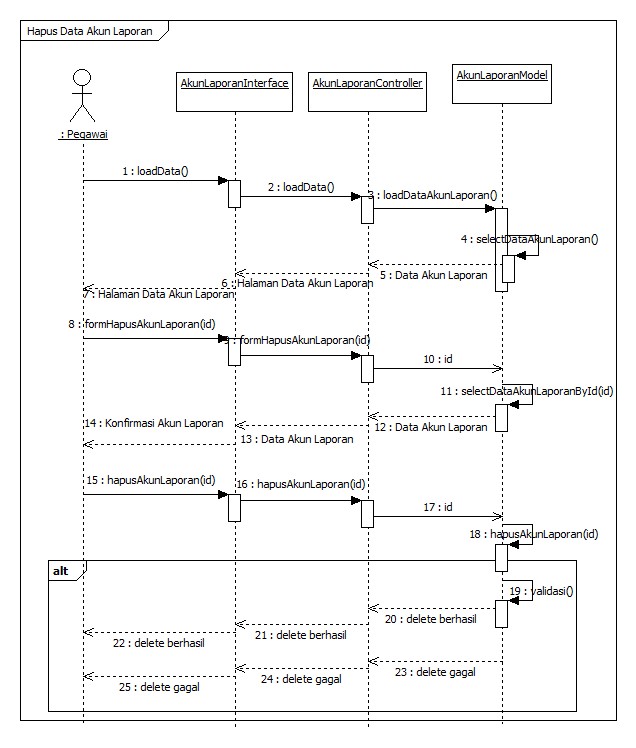 Hapus Data Akun Laporan
: Pegawai
AkunLaporanInterface
AkunLaporanController
AkunLaporanModel
1 : loadData()
2 : loadData()
3 : loadDataAkunLaporan()
4 : selectDataAkunLaporan()
5 : Data Akun Laporan
6 : Halaman Data Akun Laporan
7 : Halaman Data Akun Laporan
8 : formHapusAkunLaporan(id)
9 : formHapusAkunLaporan(id)
10 : id
11 : selectDataAkunLaporanById(id)
12 : Data Akun Laporan
13 : Data Akun Laporan
14 : Konfirmasi Akun Laporan
15 : hapusAkunLaporan(id)
16 : hapusAkunLaporan(id)
17 : id
18 : hapusAkunLaporan(id)
alt
19 : validasi()
20 : delete berhasil
21 : delete berhasil
22 : delete berhasil
23 : delete gagal
24 : delete gagal
25 : delete gagal